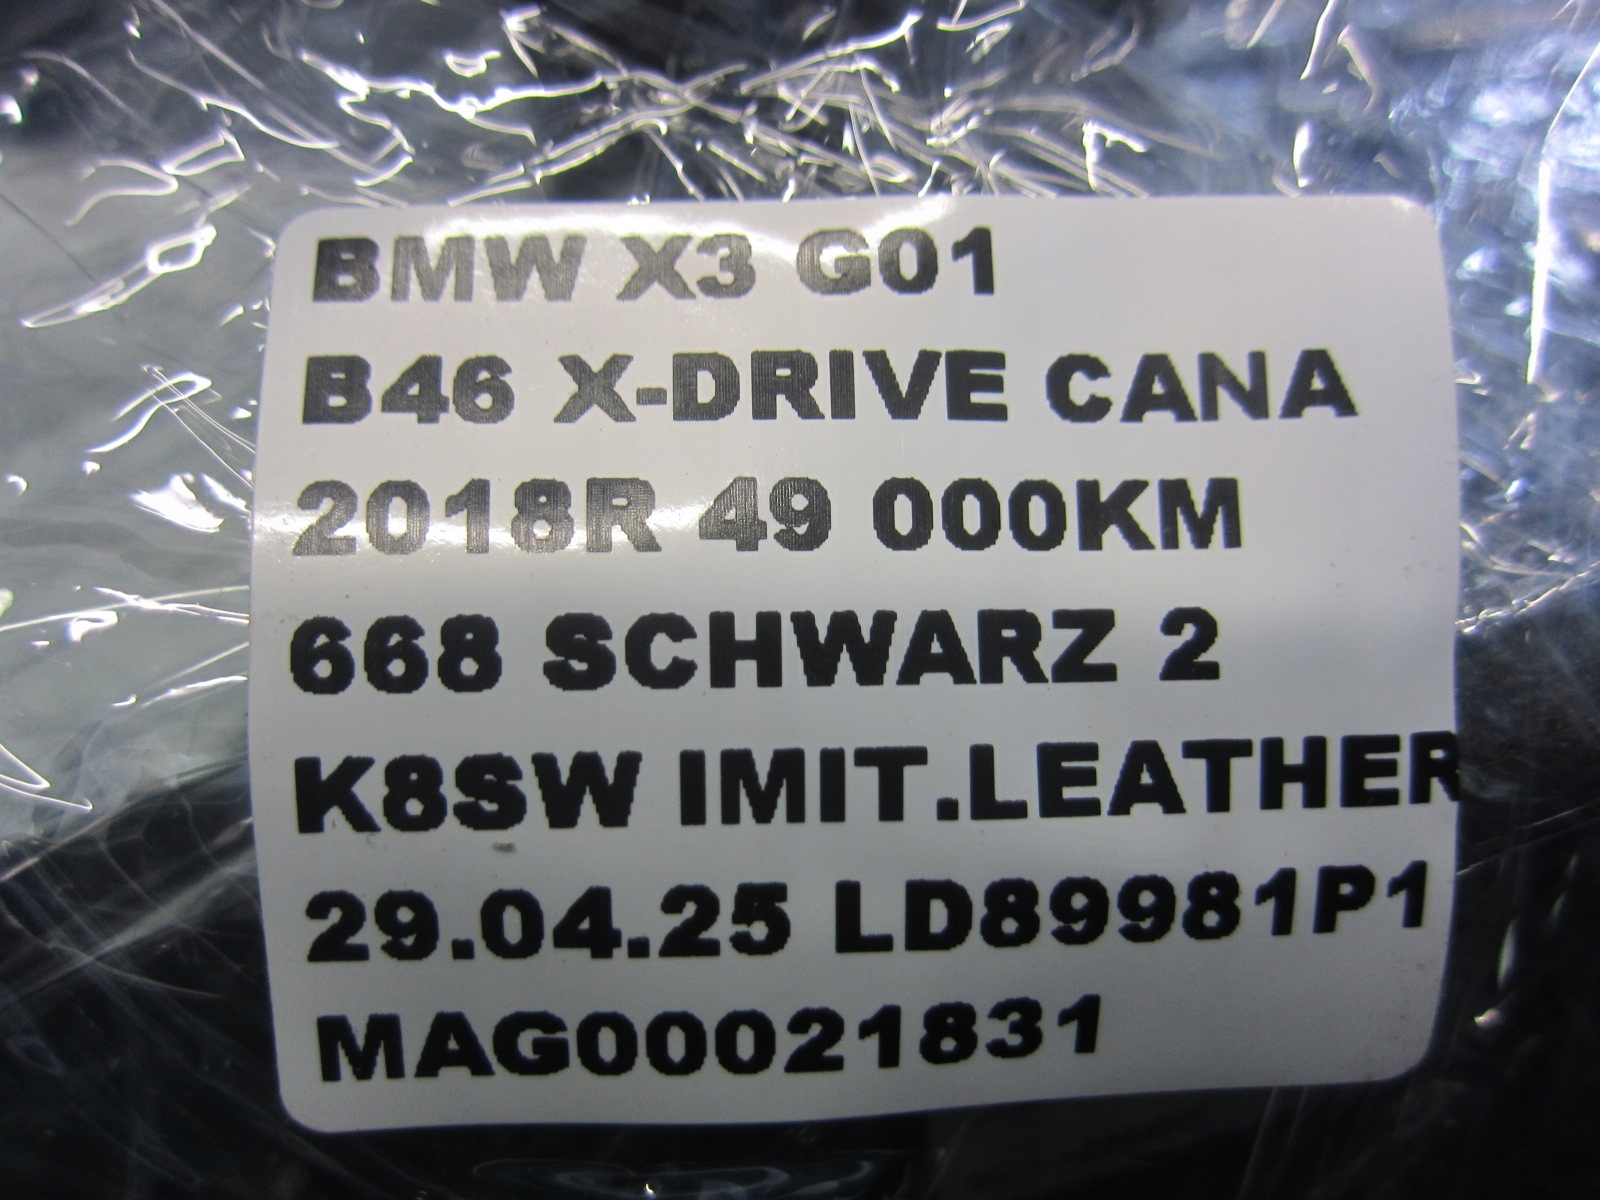 BMW X3 G01
B46 X-DRIVE CANA
2018R 49 000KM
668 SCHWARZ 2
K8SW IMIT.LEATHER
29.04.25 LD89981P1
MAG00021831